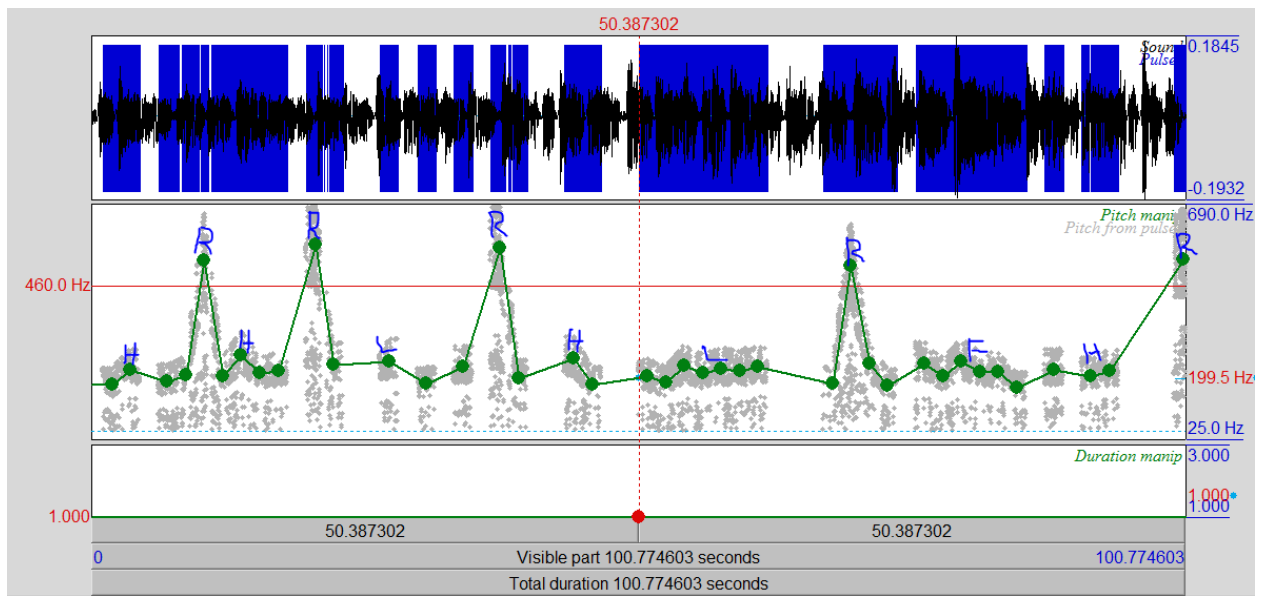 50.387302
Sound
Pulse
0.1845
-0.1932
Pitch manip
Pitch from pulse
690.0 Hz
460.0 Hz
199.5 Hz
25.0 Hz
R R R R R
H H L H L H
Duration manip
3.000
1.000
1.000
1.000
50.387302 50.387302
0 Visible part 100.774603 seconds 100.774603
Total duration 100.774603 seconds